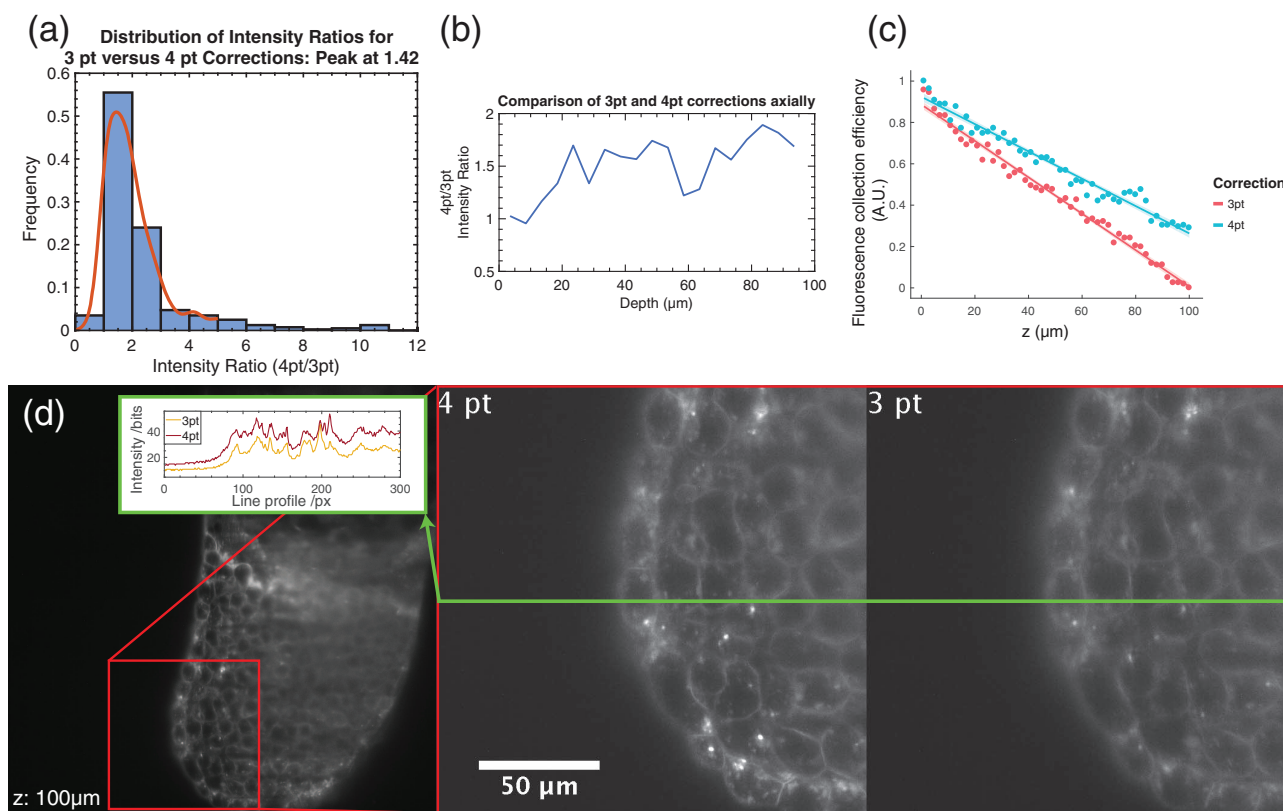 (a)
Distribution of Intensity Ratios for
3 pt versus 4 pt Corrections: Peak at 1.42
0.6
0.5
0.4
0.3
0.2
0.1
0
Frequency
0 2 4 6 8 10 12
Intensity Ratio (4pt/3pt)
(b)
Comparison of 3pt and 4pt corrections axially
2
1.5
1
0.5
4pt/3pt
Intensity Ratio
0 20 40 60 80 100
Depth (μm)
(c)
1
0.8
0.6
0.4
0.2
0
Fluorescence collection efficiency
(A.U.)
0 20 40 60 80 100
z (μm)
Correction
3pt
4pt
(d)
Intensity /bits
40
20
3pt
4pt
0 100 200 300
Line profile /px
z: 100μm
4 pt
50 μm
3 pt